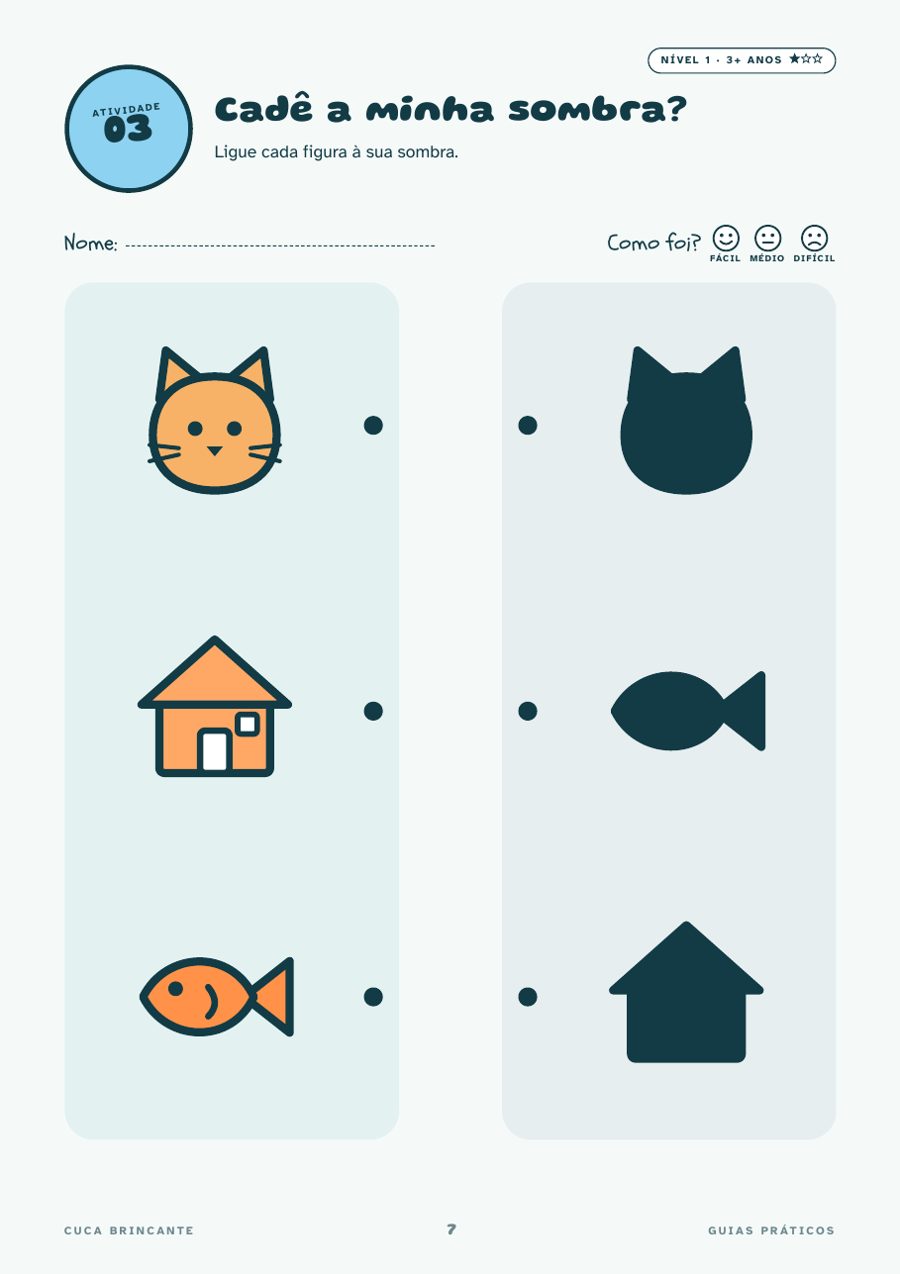 NÍVEL 1 · 3+ ANOS ★☆☆
ATIVIDADE
03
Cadê a minha sombra?
Ligue cada figura à sua sombra.
Nome:
Como foi?
FÁCIL MÉDIO DIFÍCIL
CUCA BRINCANTE 7 GUIAS PRÁTICOS